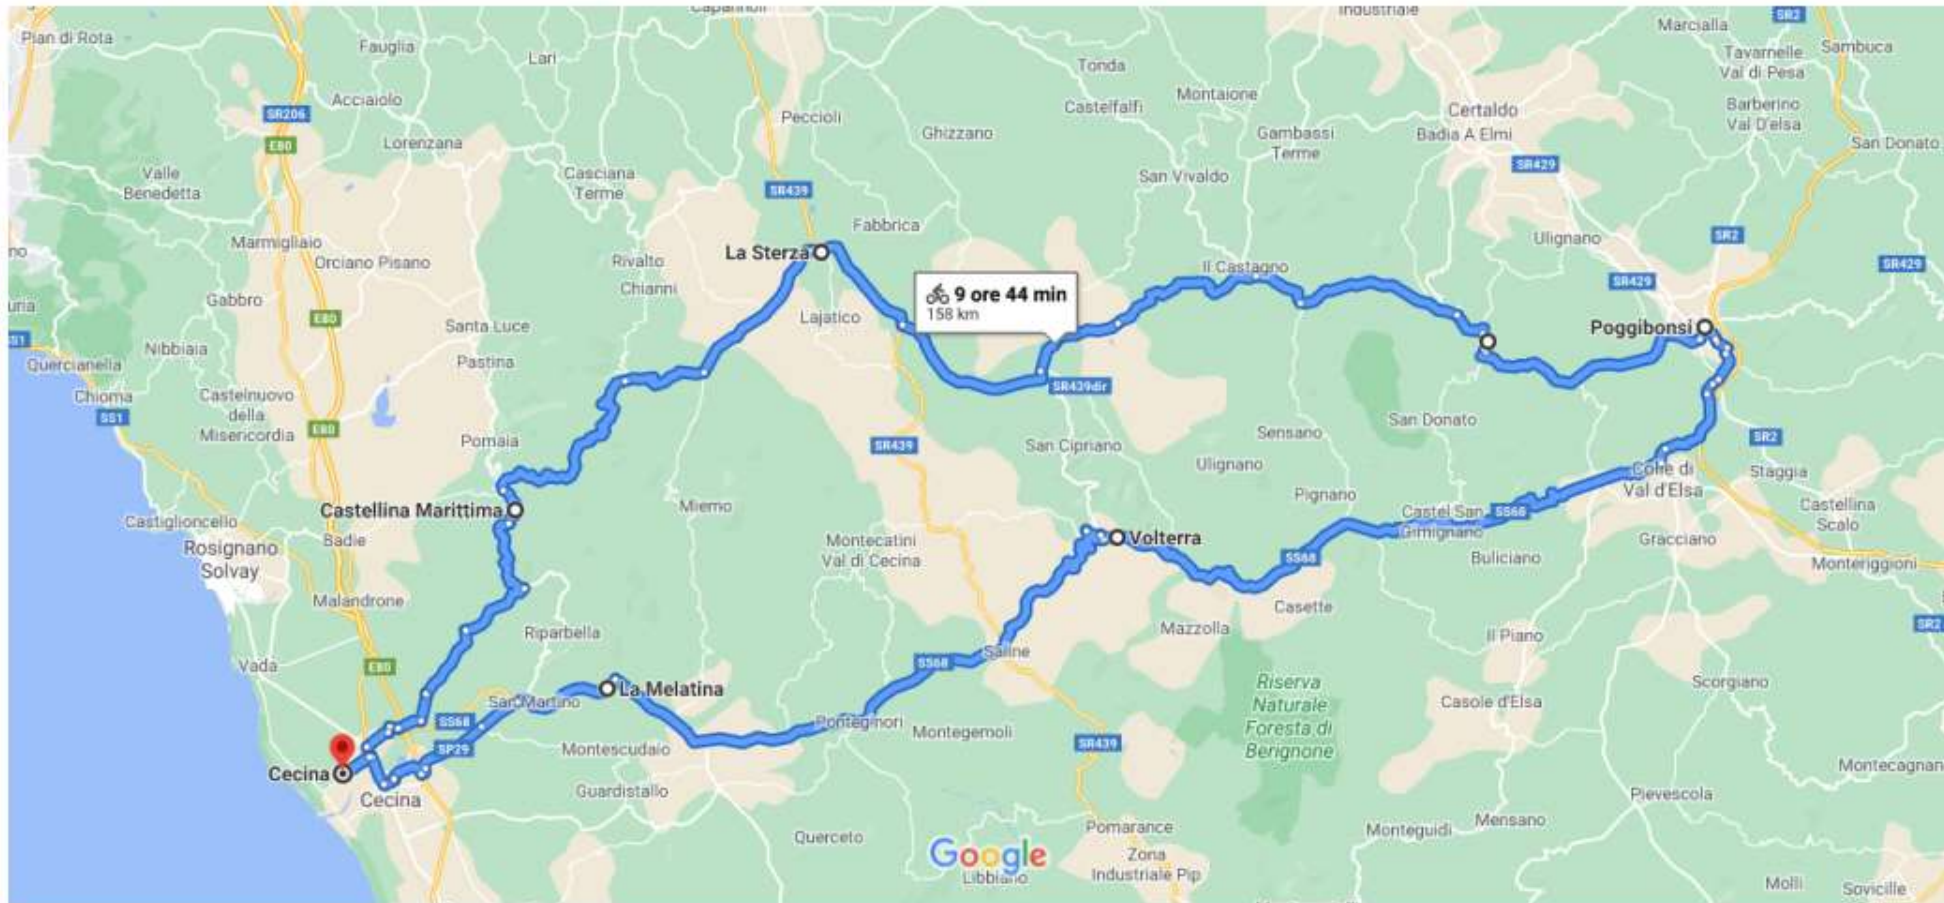 Capannoli
Industriale
SR2
Marcialla
Pian di Rota
Fauglia
Lari
Tavarnelle
Val di Pesa
Sambuca
Tonda
Montaione
Castelfalfi
Acciaiolo
SR206
Peccioli
Ghizzano
Certaldo
Badia A Elmi
Barberino
Val D'elsa
Gambassi
Terme
San Donato
E80
Lorenzana
SR429
Valle
Benedetta
Casciana
Terme
San Vivaldo
SR439
Fabbrica
Marmigliaio
Orciano Pisano
Rivalto
La Sterza
Ulignano
SR2
Il Castagno
SR429
SR429
Chianni
Gabbro
E80
Santa Luce
Lajatico
9 ore 44 min
158 km
Poggibonsi
SS1
Nibbiaia
Quercianella
Pastina
Chioma
SS1
Castelnuovo
della
Misericordia
E80
SR439dir
Pomaia
SR439
San Cipriano
Sensano
San Donato
SR2
Ulignano
Colle di
Val d'Elsa
Staggia
Pignano
Castellina Marittima
Miemo
Castel San
Gimignano
SS68
Castellina
Scalo
Castiglioncello
Badie
Rosignano
Solvay
Montecatini
Val di Cecina
Volterra
Gracciano
SS68
Buliciano
Monteriggioni
Malandrone
Casette
Riparbella
Mazzolla
Il Piano
SR2
Saline
SS68
Vada
E80
La Melatina
San Martino
Riserva
Naturale
Foresta di
Berignone
Scorgiano
Casole d'Elsa
SS68
SP29
Ponteginori
Montegemoli
SR439
Montescudaio
Cecina
Cecina
Guardistallo
Montecagnan
Pievescola
Querceto
Pomarance
Monteguidi
Mensano
Google
Libbiano
Zona
Industriale Pip
Molli
Sovicille